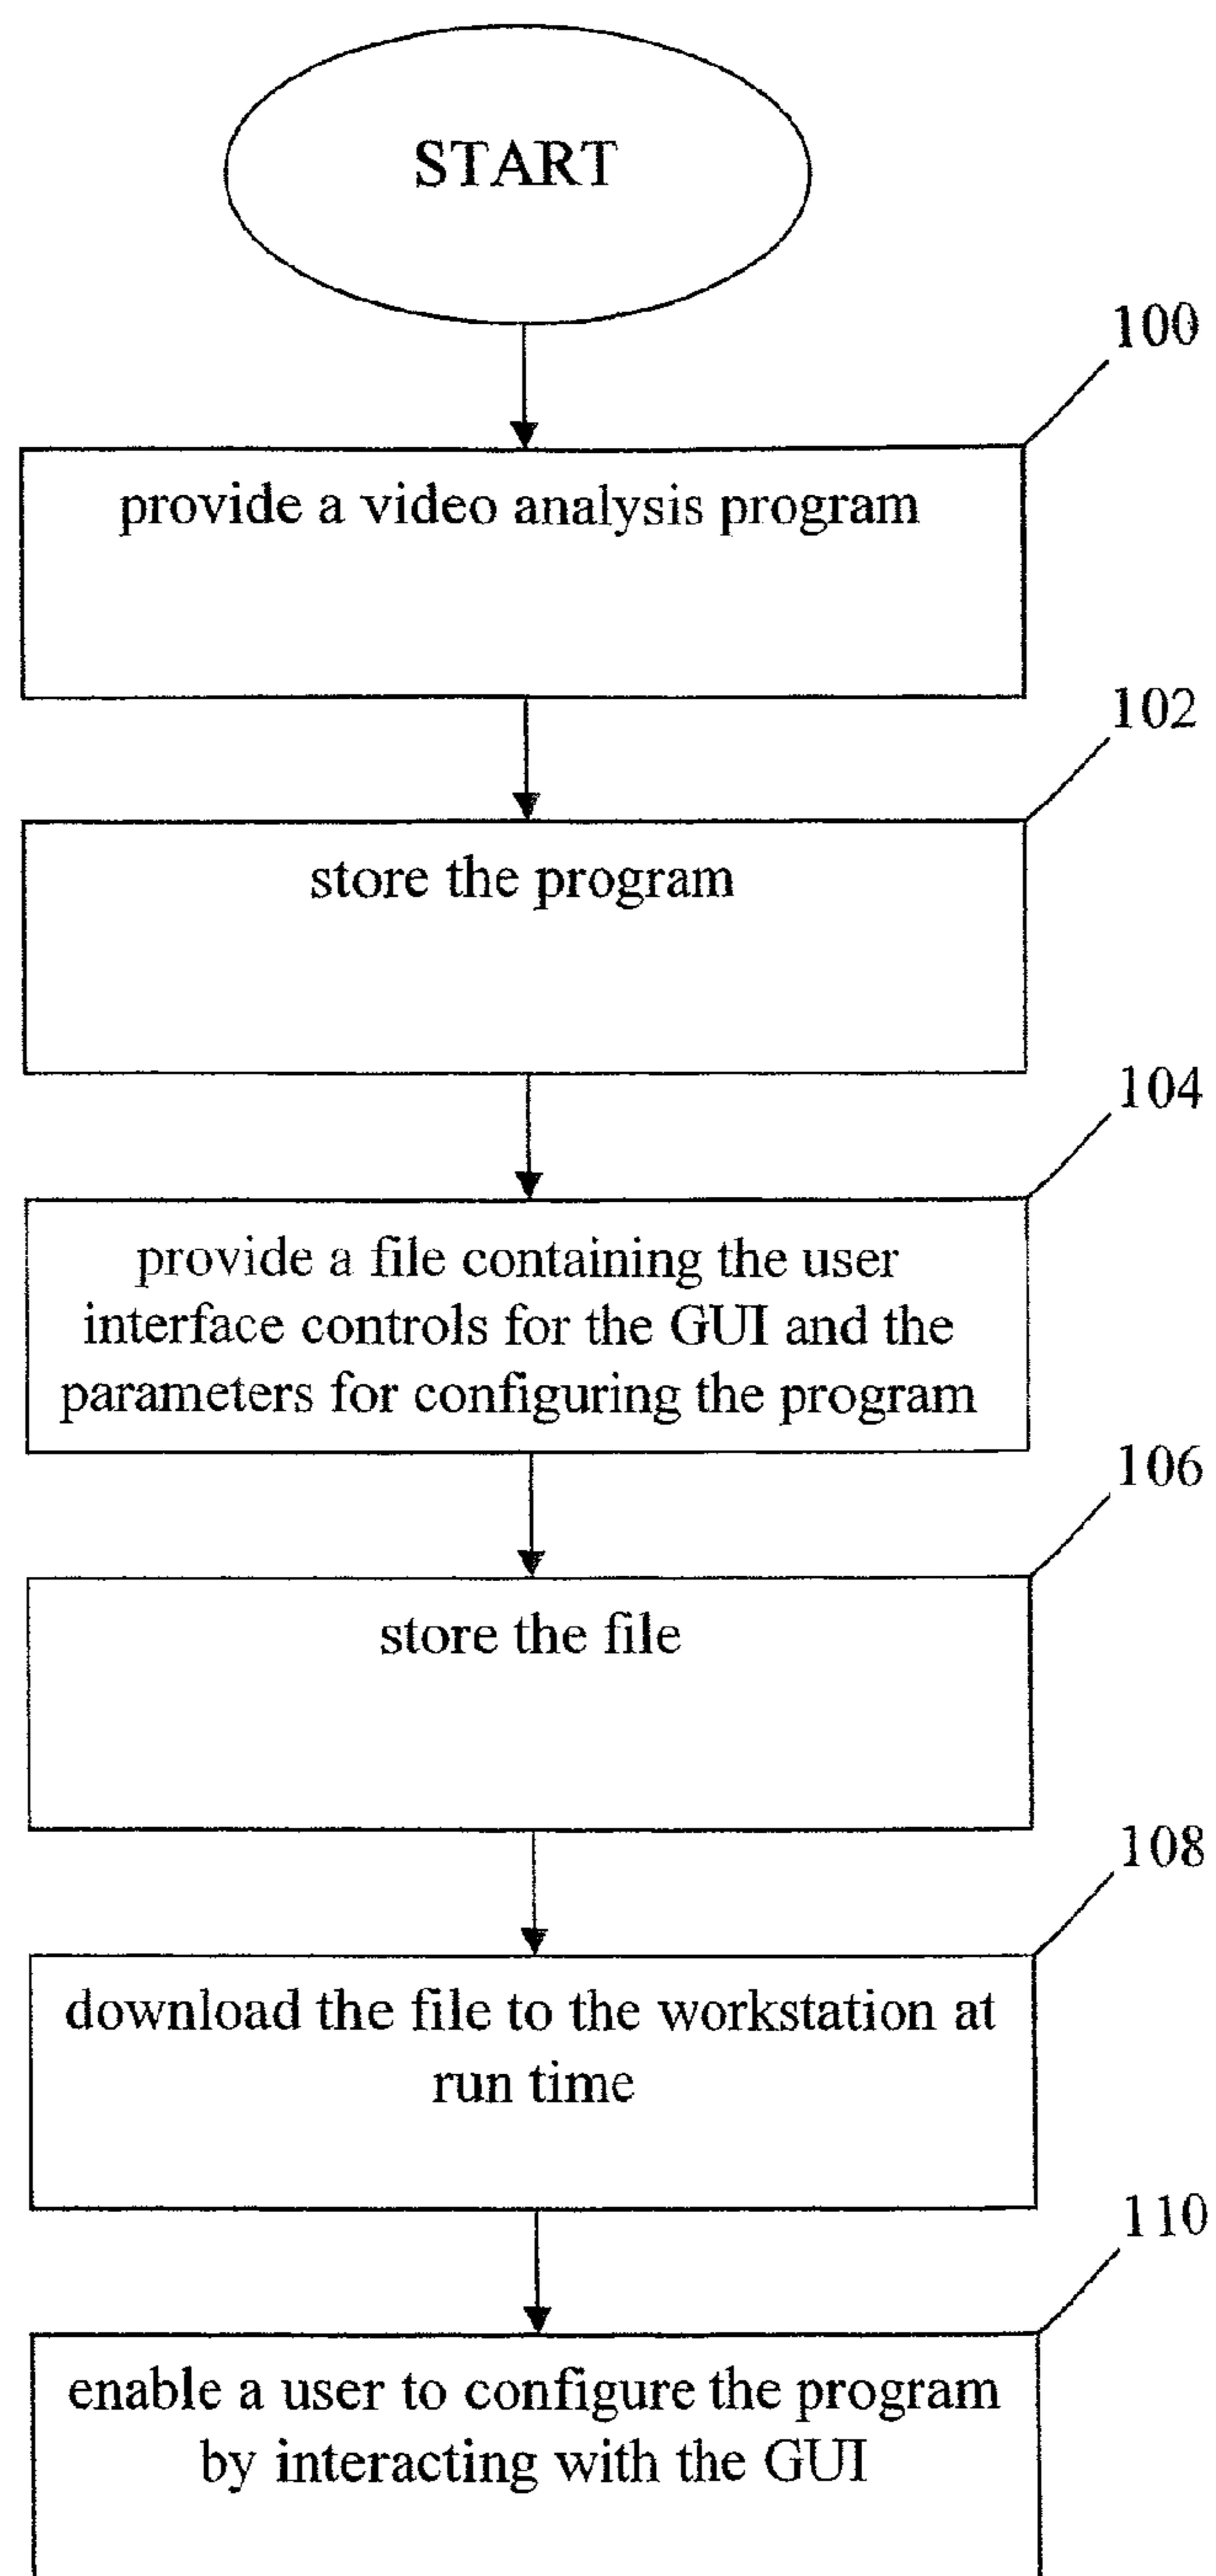 START
100
provide a video analysis program
102
store the program
104
provide a file containing the user
interface controls for the GUI and the
parameters for configuring the program
106
store the file
108
download the file to the workstation at
run time
110
enable a user to configure the program
by interacting with the GUI